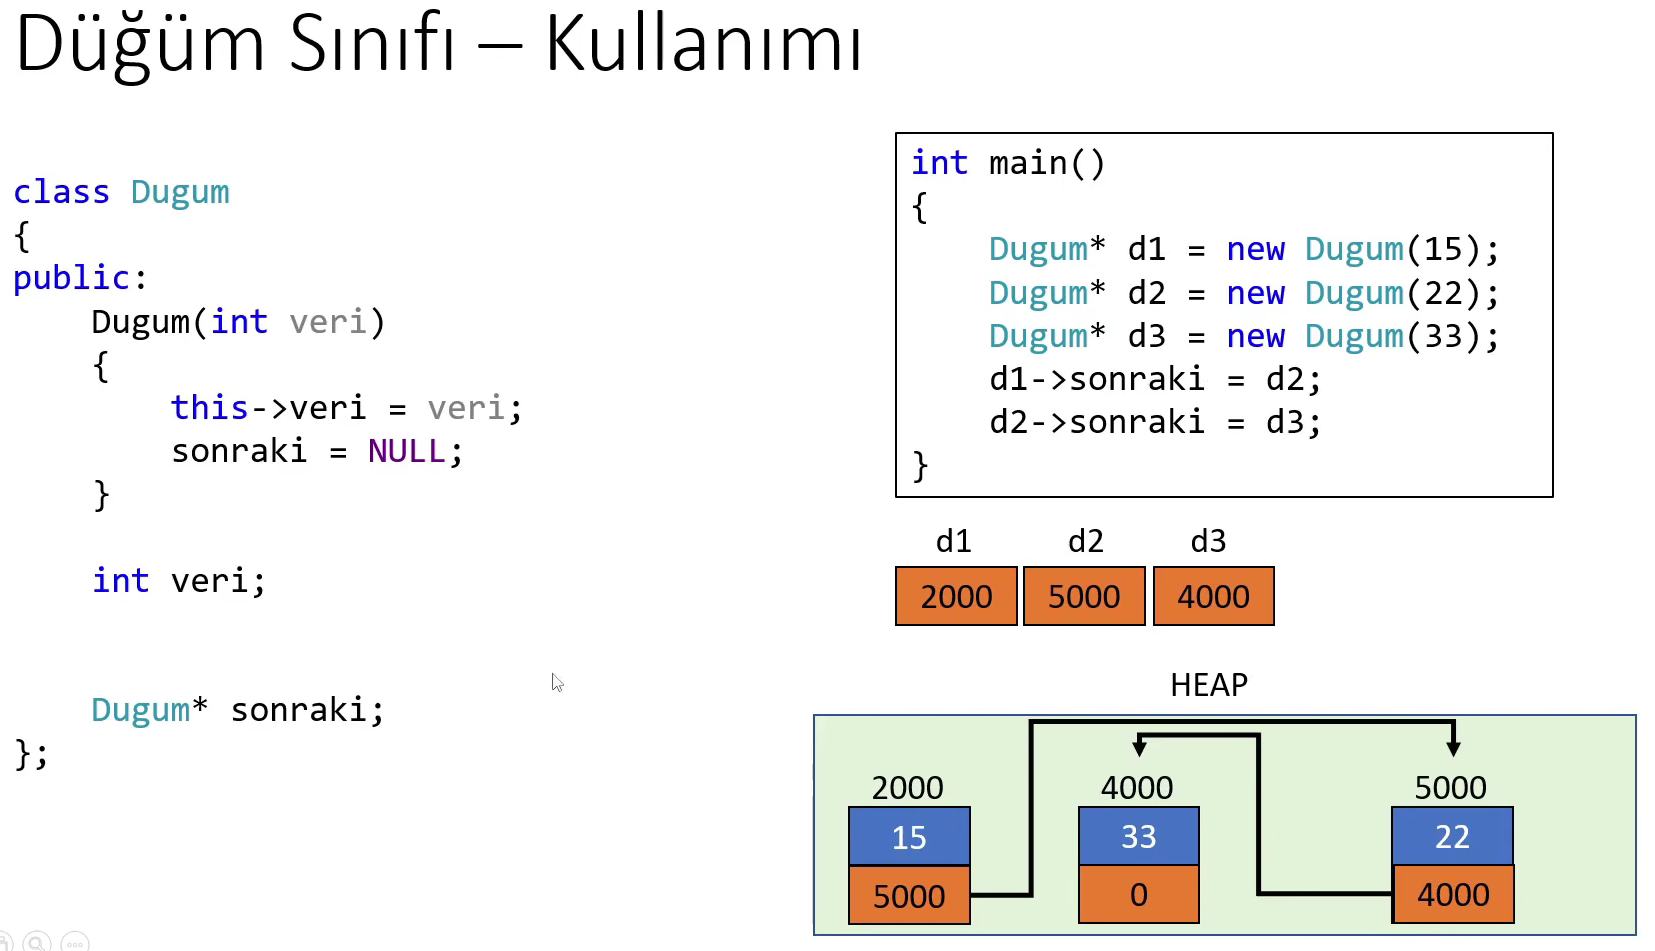 Düğüm Sınıfı – Kullanımı
class Dugum
{
public:
    Dugum(int veri)
    {
        this->veri = veri;
        sonraki = NULL;
    }
    int veri;
    Dugum* sonraki;
};
int main()
{
    Dugum* d1 = new Dugum(15);
    Dugum* d2 = new Dugum(22);
    Dugum* d3 = new Dugum(33);
    d1->sonraki = d2;
    d2->sonraki = d3;
}
d1 d2 d3
2000 5000 4000
HEAP
2000 4000 5000
15 33 22
5000 0 4000